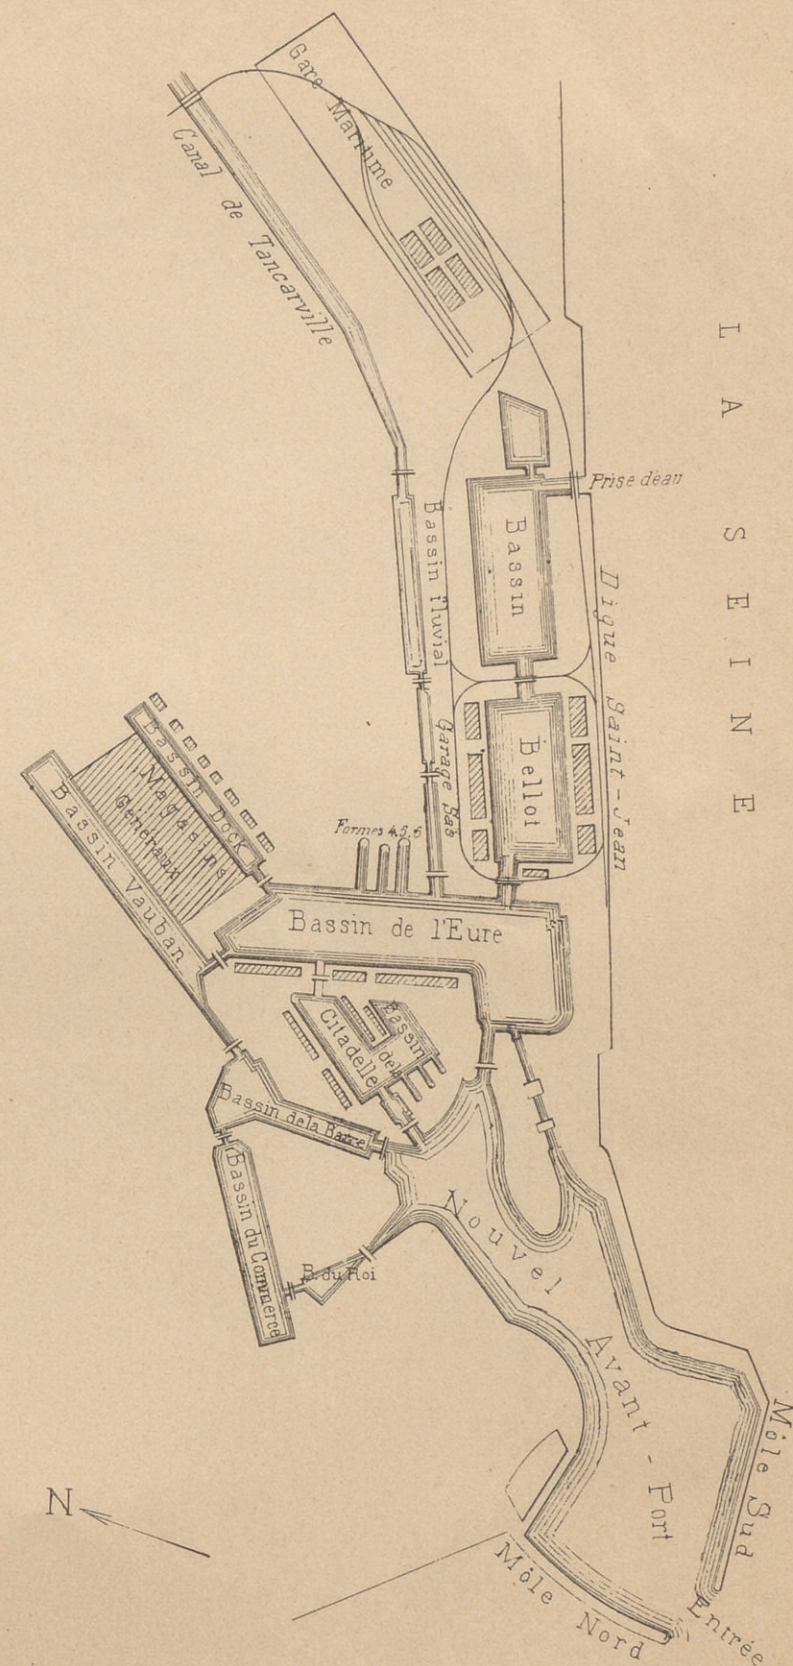 Gare Maritime
Canal de Tancarville
LA SEINE
Prise d'eau
Bassin
Bassin Fluvial
Digue Saint-Jean
Garage Bas
Bellot
Bassin Dock
Magasins
Généraux
Bassin Vauban
Formes 4.5.6
Bassin de l'Eure
Bassin
de la
Citadelle
Bassin de la Barre
Bassin du Commerce
B. du Roi
Nouvel Avant-Port
N
Môle Sud
Môle Nord
Entrée